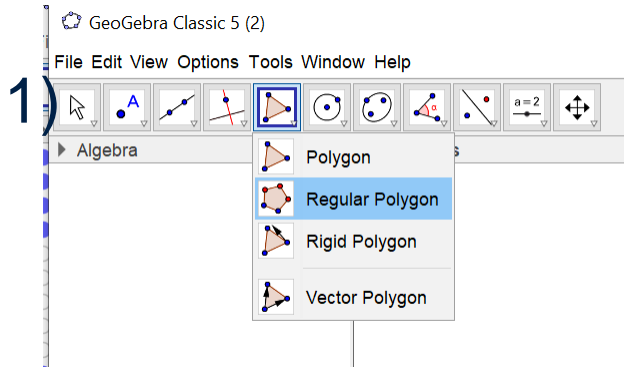 GeoGebra Classic 5 (2)
File Edit View Options Tools Window Help
1)
A
α
a = 2
Algebra
s
Polygon
Regular Polygon
Rigid Polygon
Vector Polygon